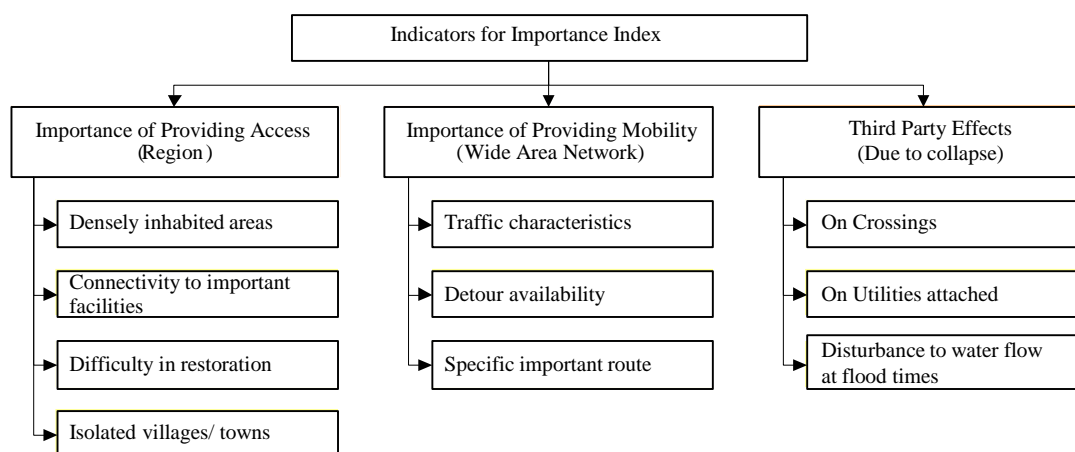 Indicators for Importance Index
Importance of Providing Access
(Region)
Densely inhabited areas
Connectivity to important
facilities
Difficulty in restoration
Isolated villages/ towns
Importance of Providing Mobility
(Wide Area Network)
Traffic characteristics
Detour availability
Specific important route
Third Party Effects
(Due to collapse)
On Crossings
On Utilities attached
Disturbance to water flow
at flood times